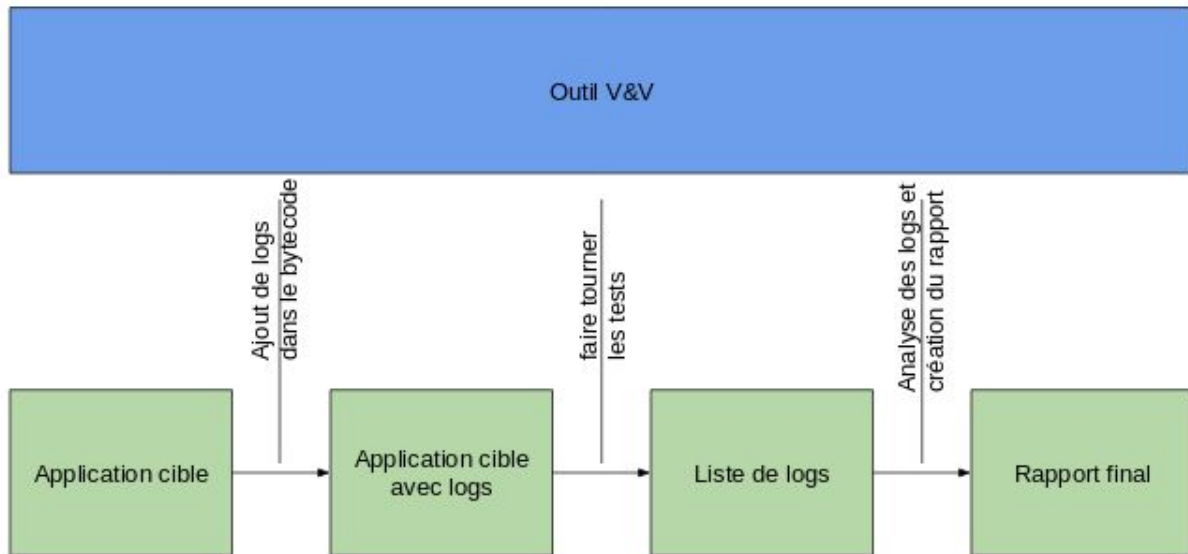 Outil V&V
Ajout de logs
dans le bytecode
faire tourner
les tests
Analyse des logs et
création du rapport
Application cible
Application cible
avec logs
Liste de logs
Rapport final